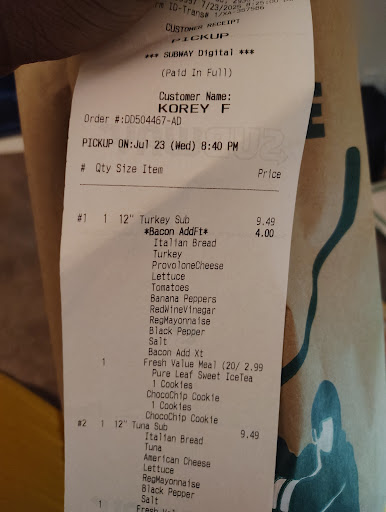 CUSTOMER RECEIPT
PICKUP
*** SUBWAY Digital ***
(Paid In Full)
Customer Name:
KOREY F
Order #:DD504467-AD
PICKUP ON:Jul 23 (Wed) 8:40 PM
# Qty Size Item Price
#1 1 12" Turkey Sub 9.49
*Bacon AddFt* 4.00
Italian Bread
Turkey
ProvoloneCheese
Lettuce
Tomatoes
Banana Peppers
RedWineVinegar
RegMayonnaise
Black Pepper
Salt
Bacon Add Xt
1 Fresh Value Meal (20/ 2.99
Pure Leaf Sweet IceTea
1 Cookies
ChocoChip Cookie
1 Cookies
ChocoChip Cookie
#2 1 12" Tuna Sub 9.49
Italian Bread
Tuna
American Cheese
Lettuce
RegMayonnaise
Black Pepper
Salt
1 Fresh